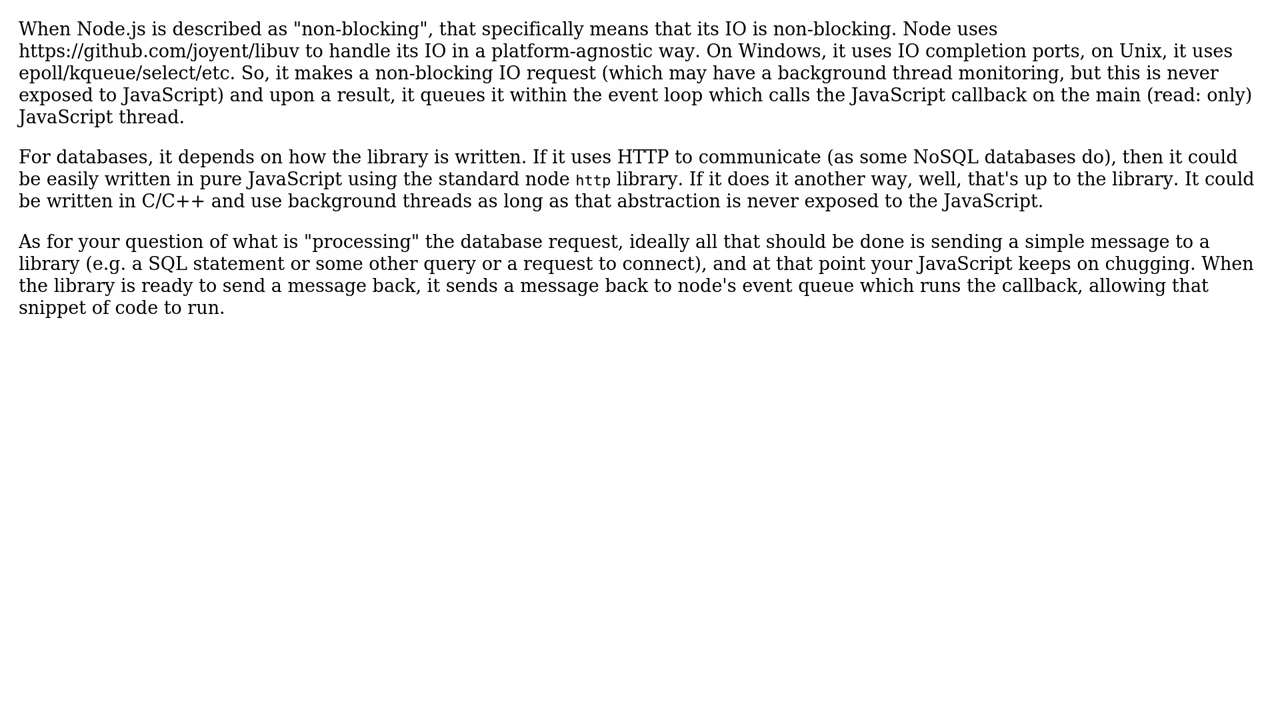 When Node.js is described as "non-blocking", that specifically means that its IO is non-blocking. Node uses
https://github.com/joyent/libuv to handle its IO in a platform-agnostic way. On Windows, it uses IO completion ports, on Unix, it uses
epoll/kqueue/select/etc. So, it makes a non-blocking IO request (which may have a background thread monitoring, but this is never
exposed to JavaScript) and upon a result, it queues it within the event loop which calls the JavaScript callback on the main (read: only)
JavaScript thread.
For databases, it depends on how the library is written. If it uses HTTP to communicate (as some NoSQL databases do), then it could
be easily written in pure JavaScript using the standard node http library. If it does it another way, well, that's up to the library. It could
be written in C/C++ and use background threads as long as that abstraction is never exposed to the JavaScript.
As for your question of what is "processing" the database request, ideally all that should be done is sending a simple message to a
library (e.g. a SQL statement or some other query or a request to connect), and at that point your JavaScript keeps on chugging. When
the library is ready to send a message back, it sends a message back to node's event queue which runs the callback, allowing that
snippet of code to run.